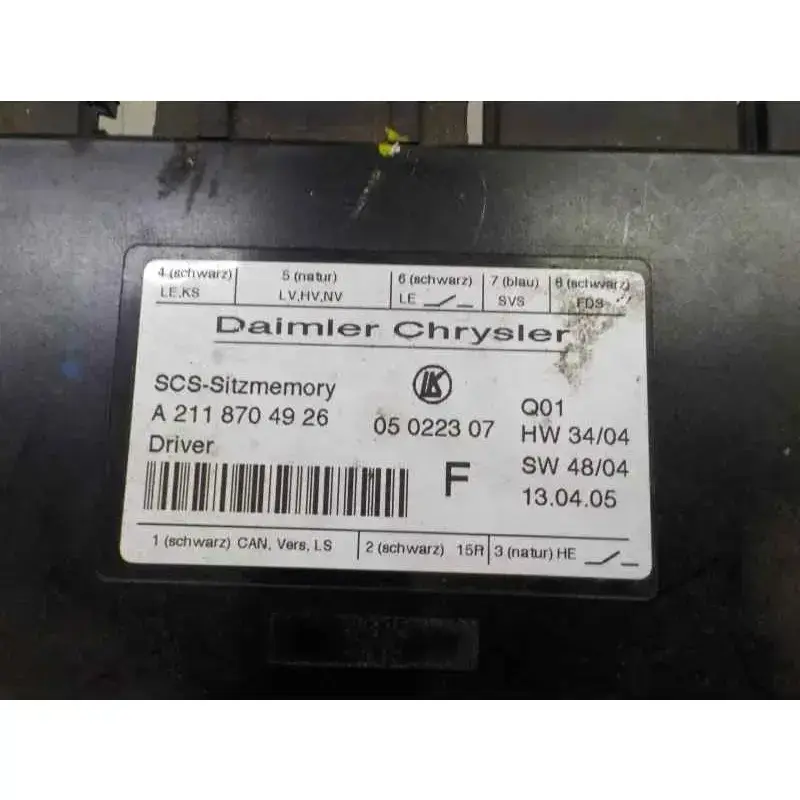 4 (schwarz) 5 (natur) 6 (schwarz) 7 (blau) 8 (schwarz)
LE,KS LV,HV,NV LE SVS FDS
Daimler Chrysler
SCS-Sitzmemory LK Q01
A 211 870 49 26 05 0223 07 HW 34/04
Driver F SW 48/04
13.04.05
1 (schwarz) CAN, Vers, LS 2 (schwarz) 15R 3 (natur) HE